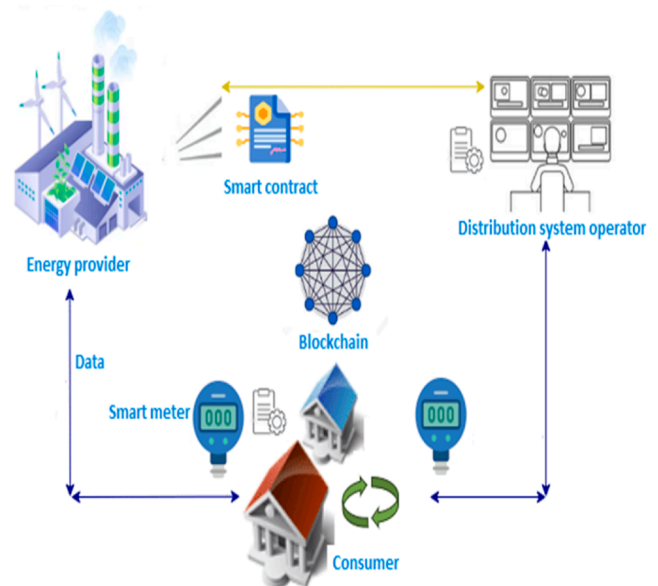 Smart contract
Distribution system operator
Energy provider
Blockchain
Data
Smart meter
000
000
Consumer